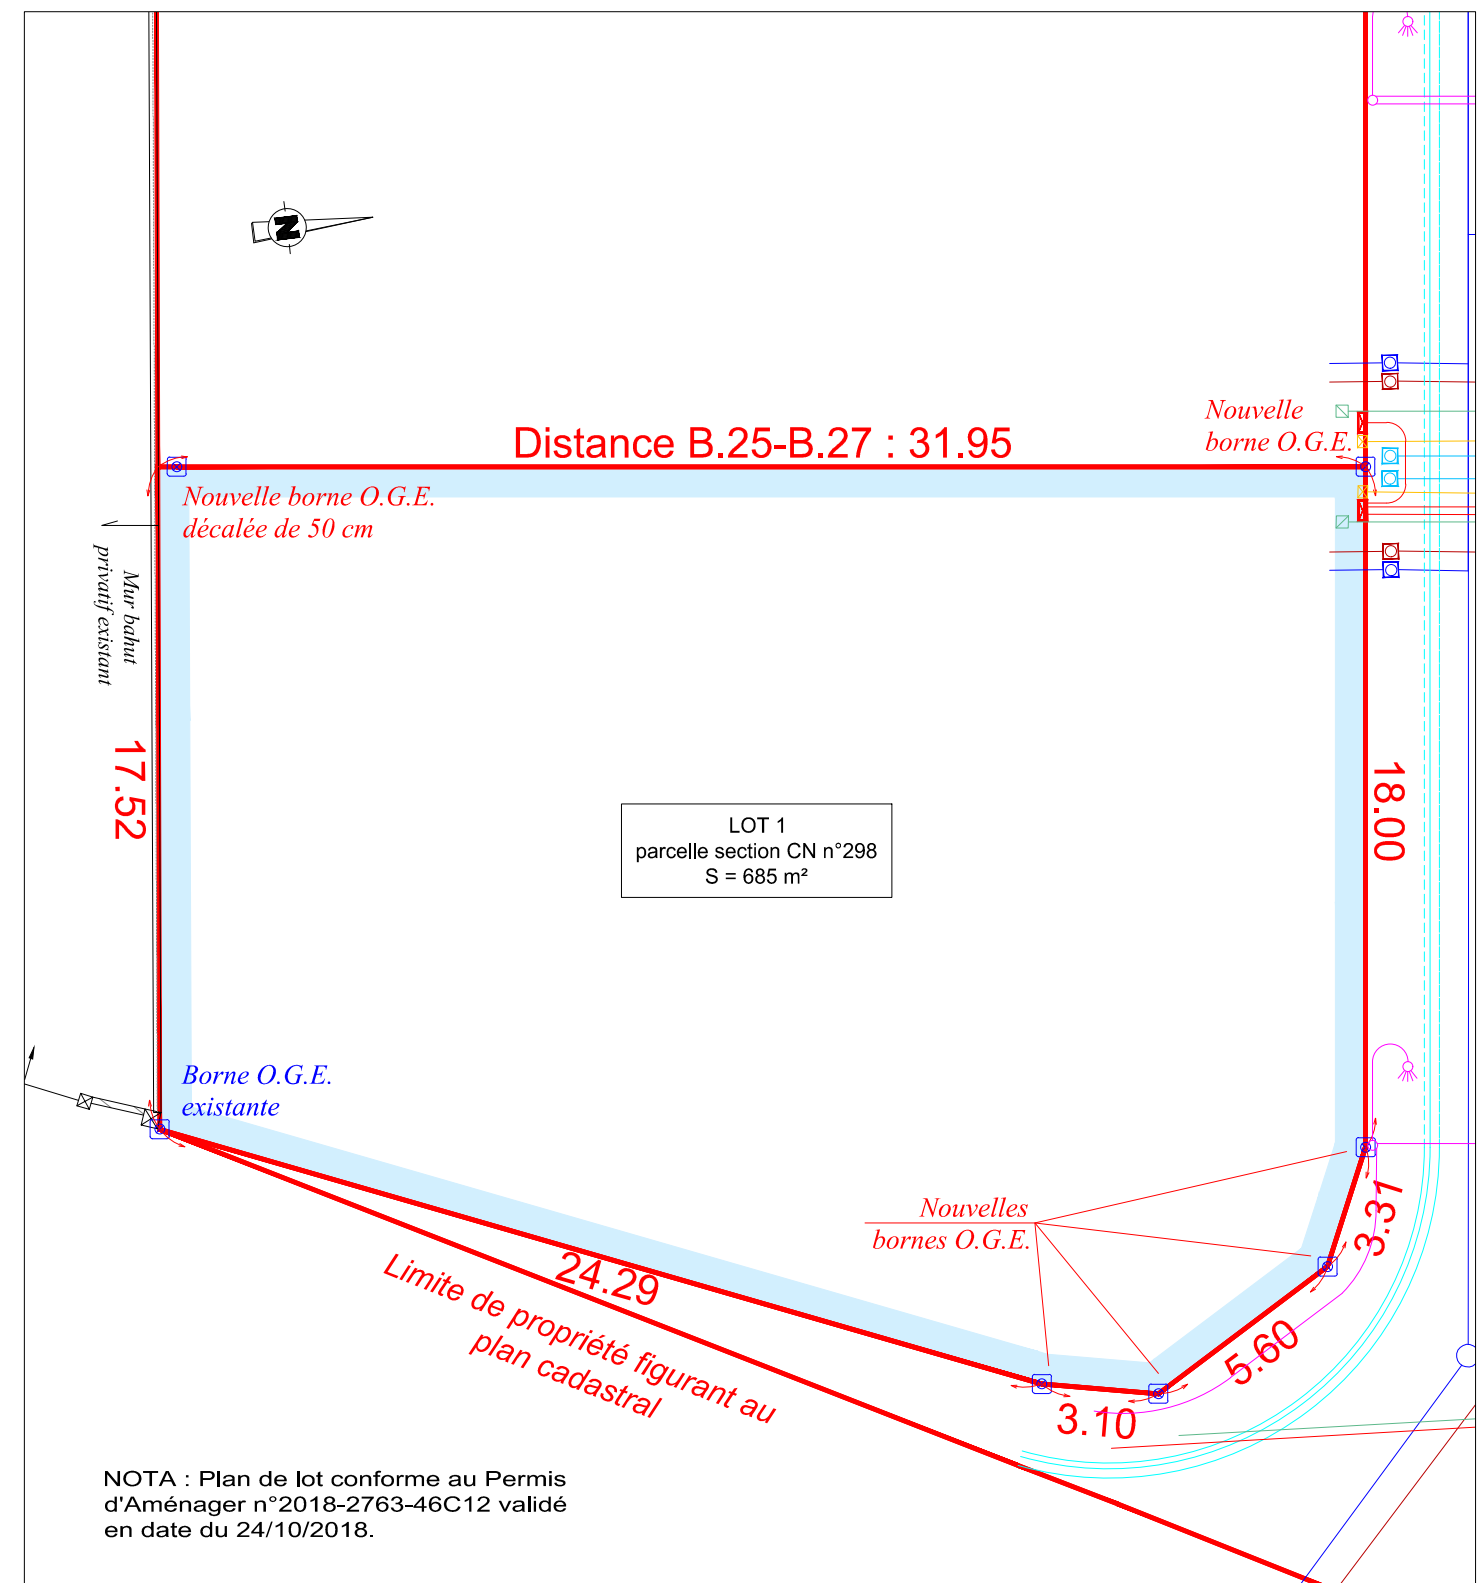 N
Distance B.25-B.27 : 31.95
Nouvelle
borne O.G.E.
Nouvelle borne O.G.E.
décalée de 50 cm
Mur bahut
privatif existant
17.52
18.00
LOT 1
parcelle section CN n°298
S = 685 m²
Borne O.G.E.
existante
Nouvelles
bornes O.G.E.
3.31
24.29
Limite de propriété figurant au
plan cadastral
5.60
3.10
NOTA : Plan de lot conforme au Permis
d'Aménager n°2018-2763-46C12 validé
en date du 24/10/2018.